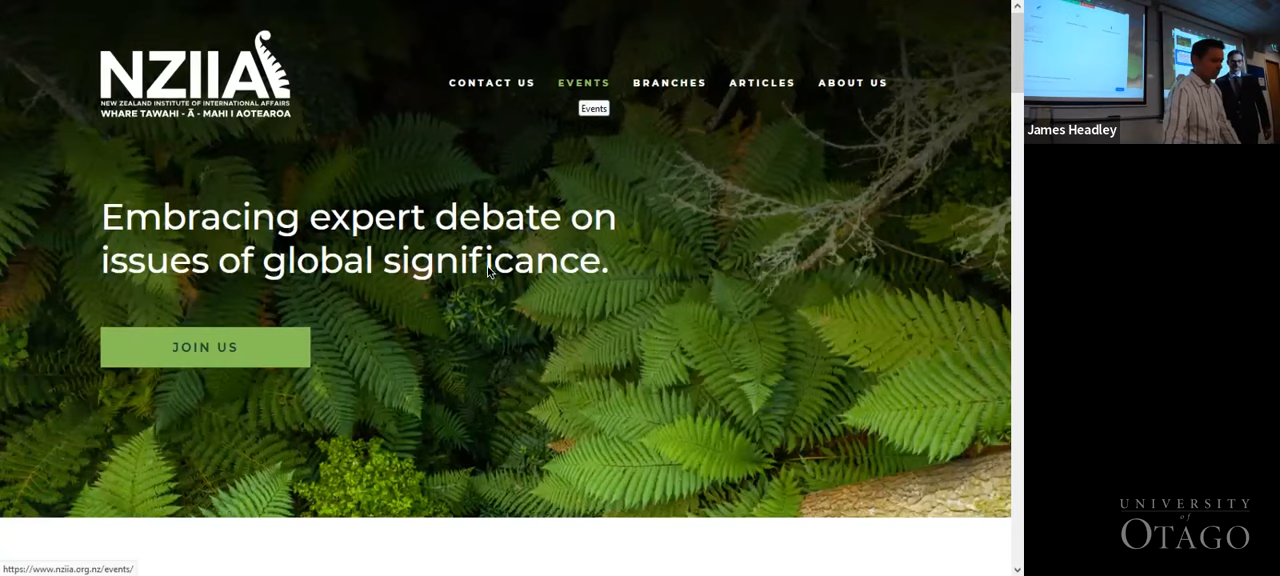 NZIIA
NEW ZEALAND INSTITUTE OF INTERNATIONAL AFFAIRS
WHARE TAWAHI - Ā - MAHI I AOTEAROA
CONTACT US
EVENTS
BRANCHES
ARTICLES
ABOUT US
Events
Embracing expert debate on
issues of global significance.
JOIN US
https://www.nziia.org.nz/events/
James Headley
UNIVERSITY
of
OTAGO